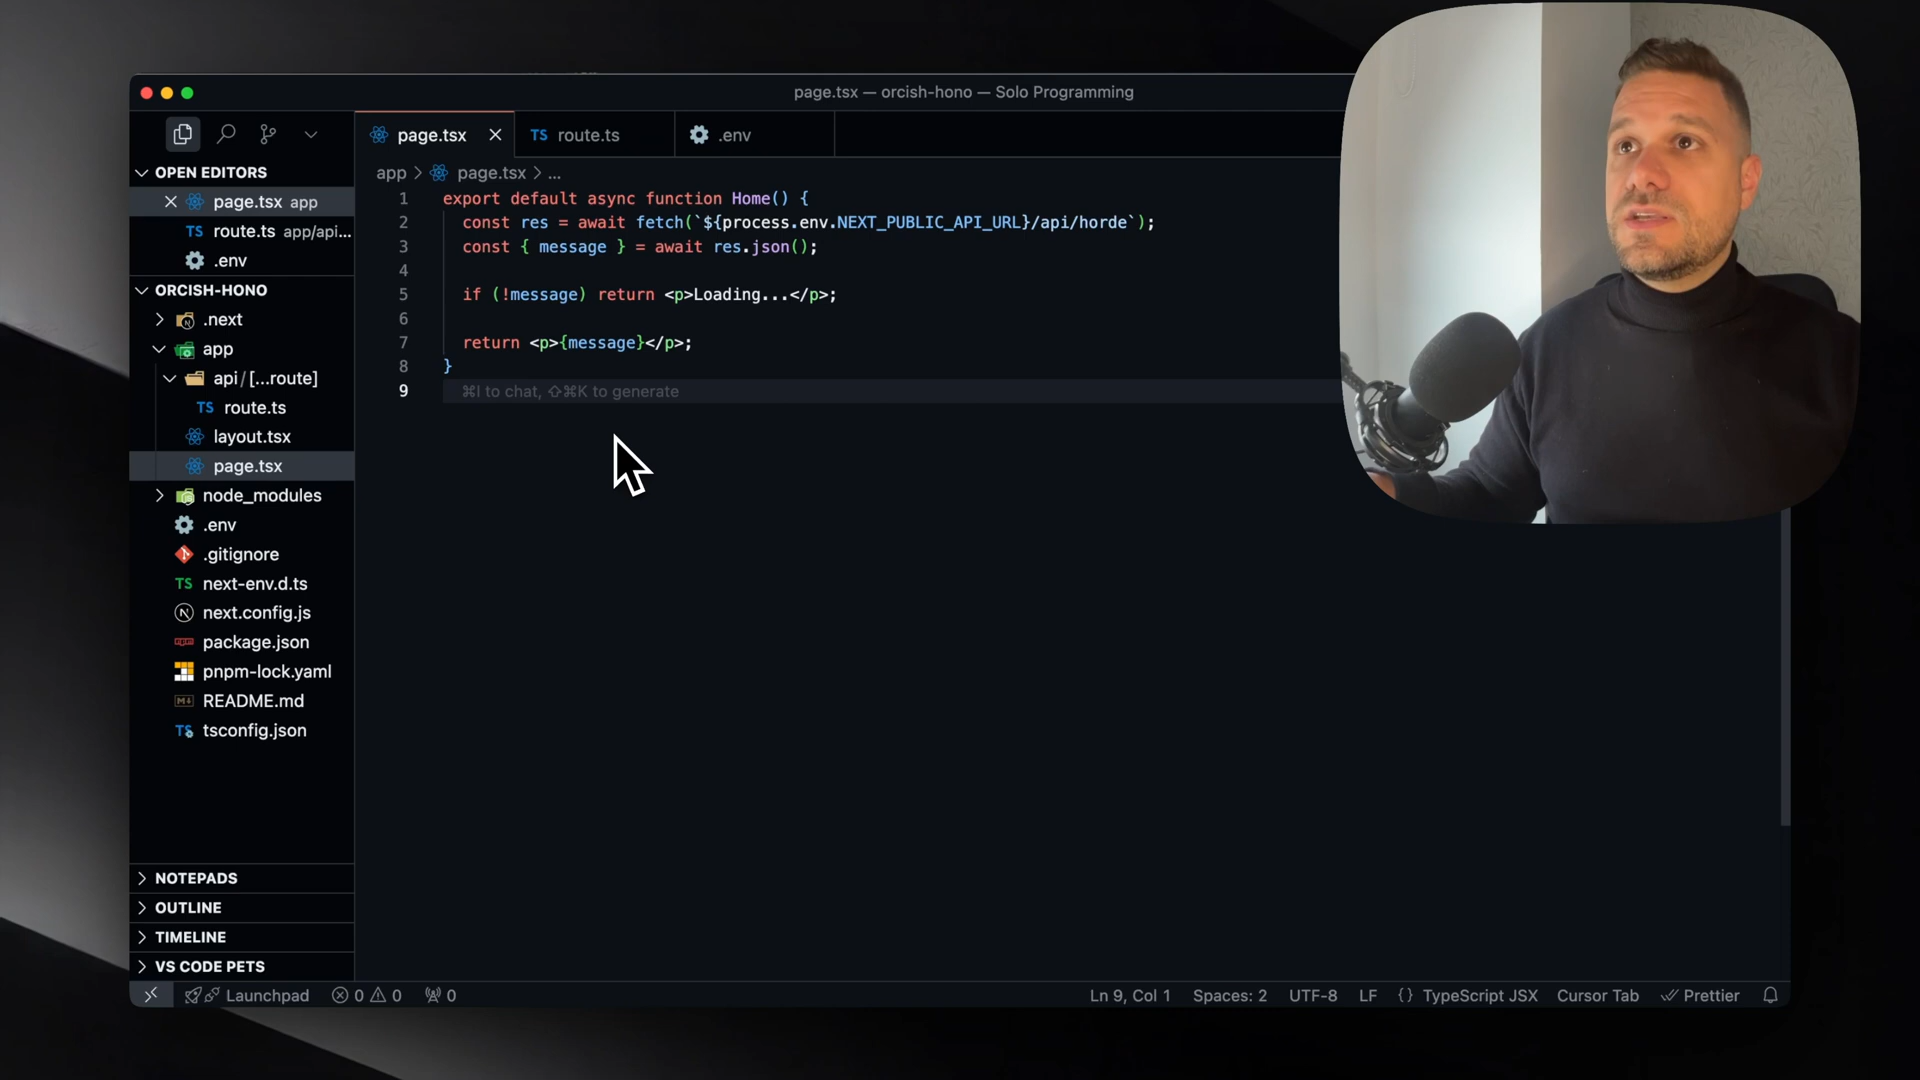 page.tsx — orcish-hono — Solo Programming
page.tsx
TS route.ts
.env
OPEN EDITORS
page.tsx app
TS route.ts app/api...
.env
ORCISH-HONO
.next
app
api/[...route]
TS route.ts
layout.tsx
page.tsx
node_modules
.env
.gitignore
TS next-env.d.ts
next.config.js
package.json
pnpm-lock.yaml
README.md
TS tsconfig.json
NOTEPADS
OUTLINE
TIMELINE
VS CODE PETS
app > page.tsx > ...
1 export default async function Home() {
2 const res = await fetch(`${process.env.NEXT_PUBLIC_API_URL}/api/horde`);
3 const { message } = await res.json();
4
5 if (!message) return <p>Loading...</p>;
6
7 return <p>{message}</p>;
8 }
9 ⌘I to chat, ⇧⌘K to generate
Launchpad 0 0 0
Ln 9, Col 1 Spaces: 2 UTF-8 LF {} TypeScript JSX Cursor Tab Prettier